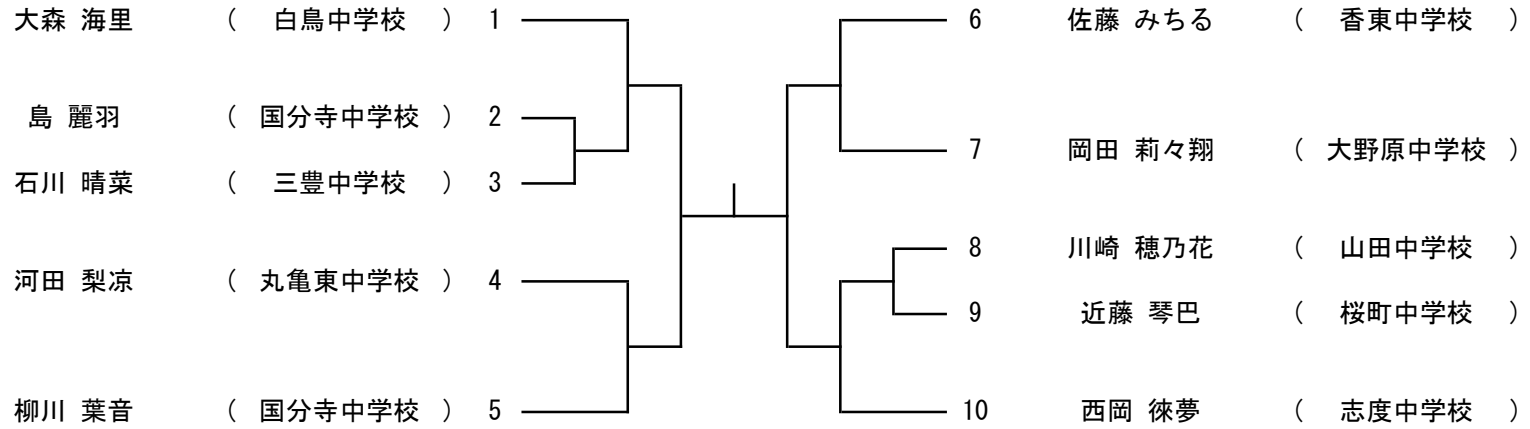 大森 海里 ( 白鳥中学校 ) 1
島 麗羽 ( 国分寺中学校 ) 2
石川 晴菜 ( 三豊中学校 ) 3
河田 梨凉 ( 丸亀東中学校 ) 4
柳川 葉音 ( 国分寺中学校 ) 5
6 佐藤 みちる ( 香東中学校 )
7 岡田 莉々翔 ( 大野原中学校 )
8 川崎 穂乃花 ( 山田中学校 )
9 近藤 琴巴 ( 桜町中学校 )
10 西岡 徠夢 ( 志度中学校 )